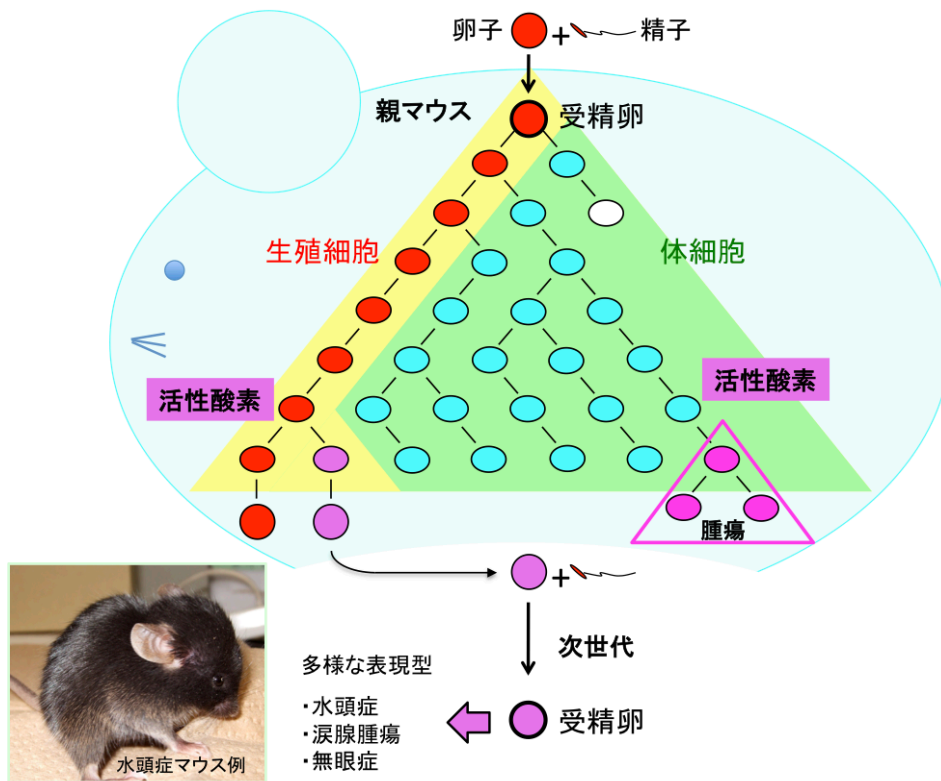 卵子
+
精子
親マウス
受精卵
生殖細胞
体細胞
活性酸素
活性酸素
腫瘍
+
次世代
多様な表現型
・水頭症
・涙腺腫瘍
・無眼症
受精卵
水頭症マウス例